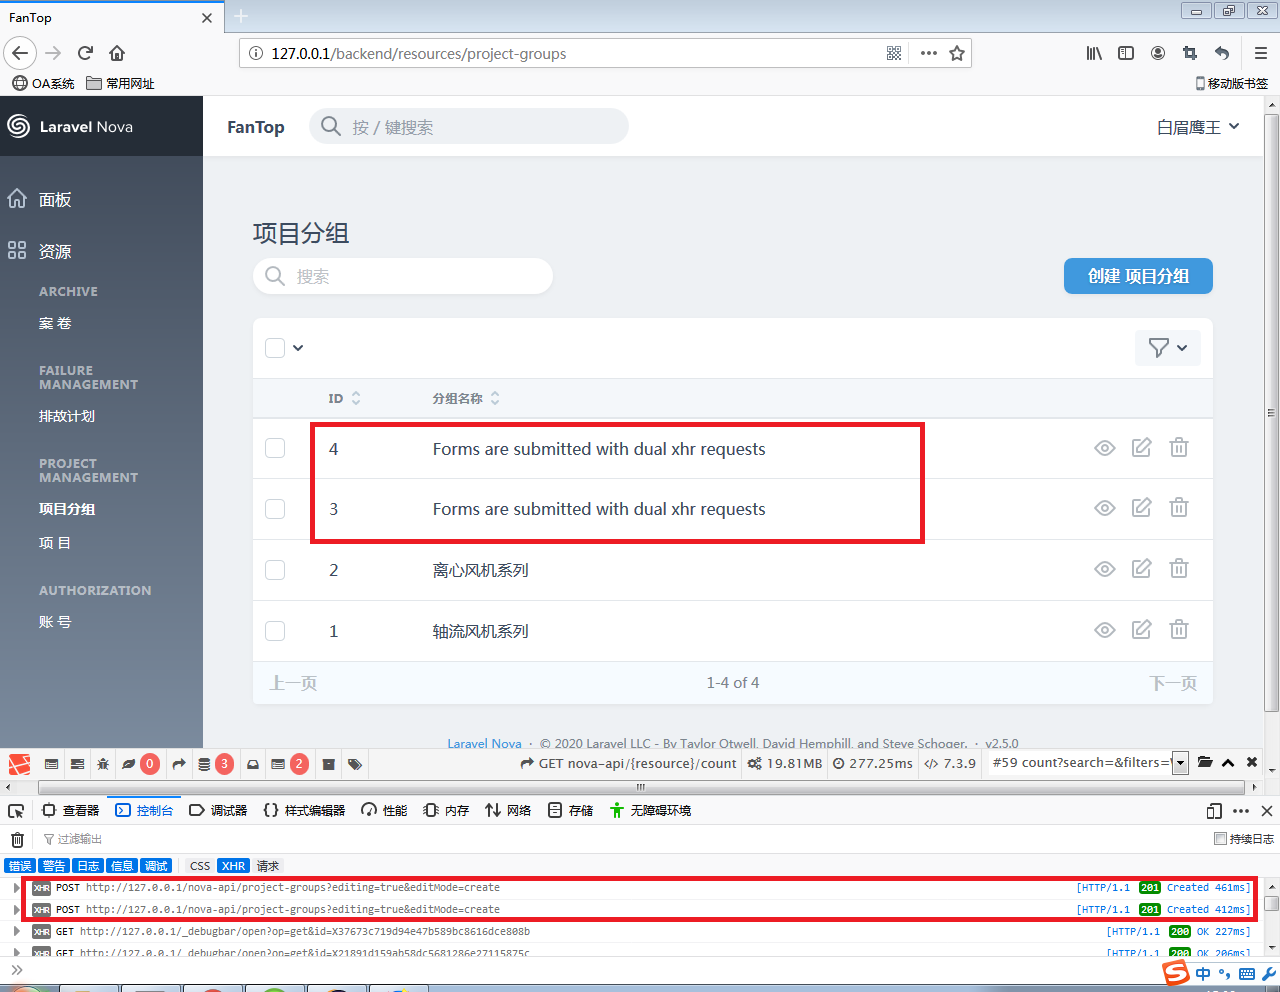 FanTop
127.0.0.1/backend/resources/project-groups
OA系统 常用网址 移动版书签
Laravel Nova
FanTop
按 / 键搜索
白眉鹰王
面板
资源
ARCHIVE
案 卷
FAILURE
MANAGEMENT
排故计划
PROJECT
MANAGEMENT
项目分组
项 目
AUTHORIZATION
账 号
项目分组
搜索
创建 项目分组
ID 分组名称
4 Forms are submitted with dual xhr requests
3 Forms are submitted with dual xhr requests
2 离心风机系列
1 轴流风机系列
上一页 1-4 of 4 下一页
Laravel Nova · © 2020 Laravel LLC - By Taylor Otwell, David Hemphill, and Steve Schoger. · v2.5.0
0 3 2 GET nova-api/{resource}/count 19.81MB 277.25ms 7.3.9 #59 count?search=&filters=
查看器 控制台 调试器 样式编辑器 性能 内存 网络 存储 无障碍环境
过滤输出 持续日志
错误 警告 日志 信息 调试 CSS XHR 请求
XHR POST http://127.0.0.1/nova-api/project-groups?editing=true&editMode=create [HTTP/1.1 201 Created 461ms]
XHR POST http://127.0.0.1/nova-api/project-groups?editing=true&editMode=create [HTTP/1.1 201 Created 412ms]
XHR GET http://127.0.0.1/_debugbar/open?op=get&id=X37673c719d94e47b589bc8616dce808b [HTTP/1.1 200 OK 227ms]
XHR GET http://127.0.0.1/_debugbar/open?op=get&id=X21891d159ab58dc5681286e27115875c [HTTP/1.1 200 OK 206ms]
中